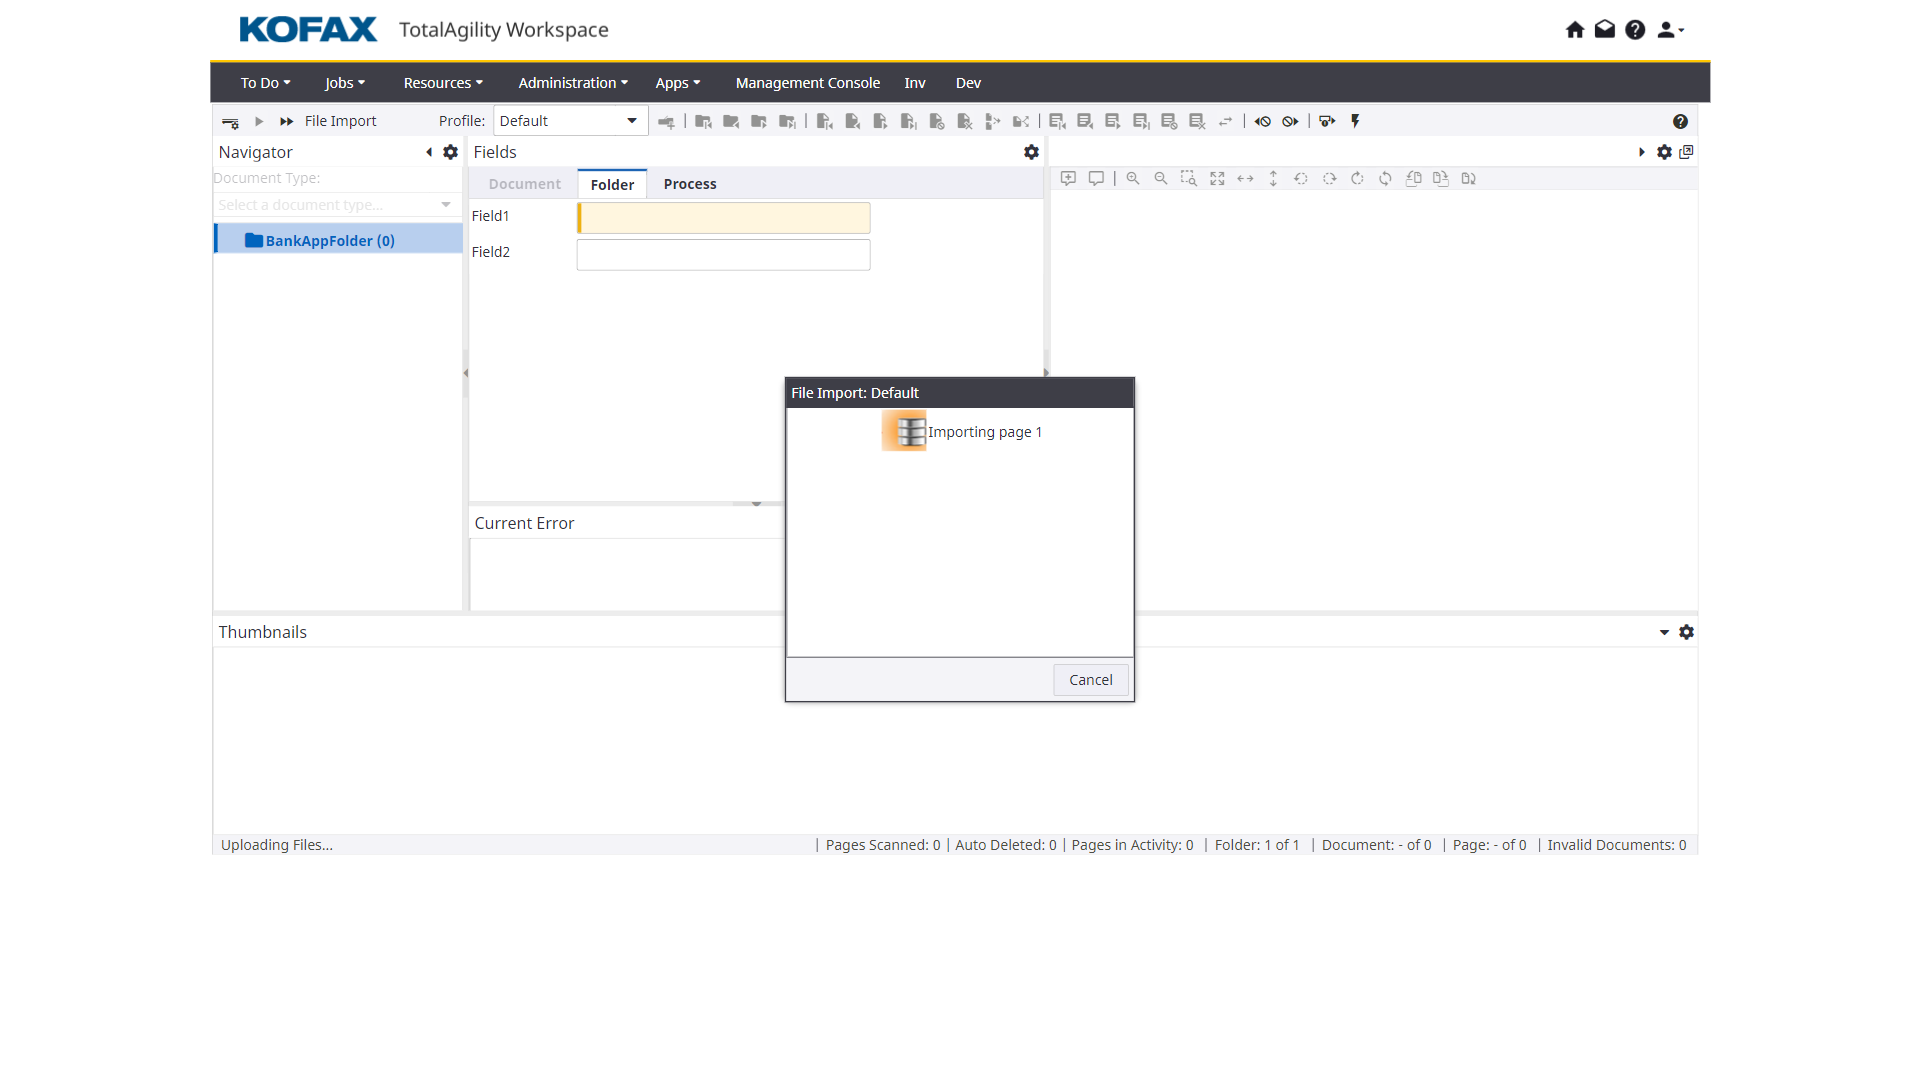 KOFAX TotalAgility Workspace
To Do Jobs Resources Administration Apps Management Console Inv Dev
File Import Profile: Default
Navigator
Document Type:
Select a document type...
BankAppFolder (0)
Fields
Document Folder Process
Field1
Field2
File Import: Default
Importing page 1
Cancel
Current Error
Thumbnails
Uploading Files... | Pages Scanned: 0 | Auto Deleted: 0 | Pages in Activity: 0 | Folder: 1 of 1 | Document: - of 0 | Page: - of 0 | Invalid Documents: 0